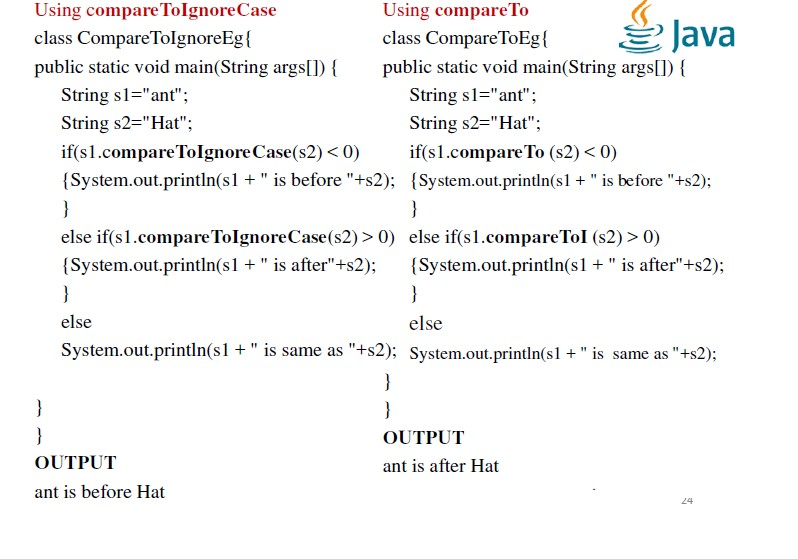 Using compareToIgnoreCase
class CompareToIgnoreEg{
public static void main(String args[]) {
String s1="ant";
String s2="Hat";
if(s1.compareToIgnoreCase(s2) < 0)
{System.out.println(s1 + " is before "+s2);
}
else if(s1.compareToIgnoreCase(s2) > 0)
{System.out.println(s1 + " is after"+s2);
}
else
System.out.println(s1 + " is same as "+s2);
}
}
OUTPUT
ant is before Hat
Using compareTo
class CompareToEg{
public static void main(String args[]) {
String s1="ant";
String s2="Hat";
if(s1.compareTo (s2) < 0)
{System.out.println(s1 + " is before "+s2);
}
else if(s1.compareToI (s2) > 0)
{System.out.println(s1 + " is after"+s2);
}
else
System.out.println(s1 + " is  same as "+s2);
}
}
OUTPUT
ant is after Hat
Java
24